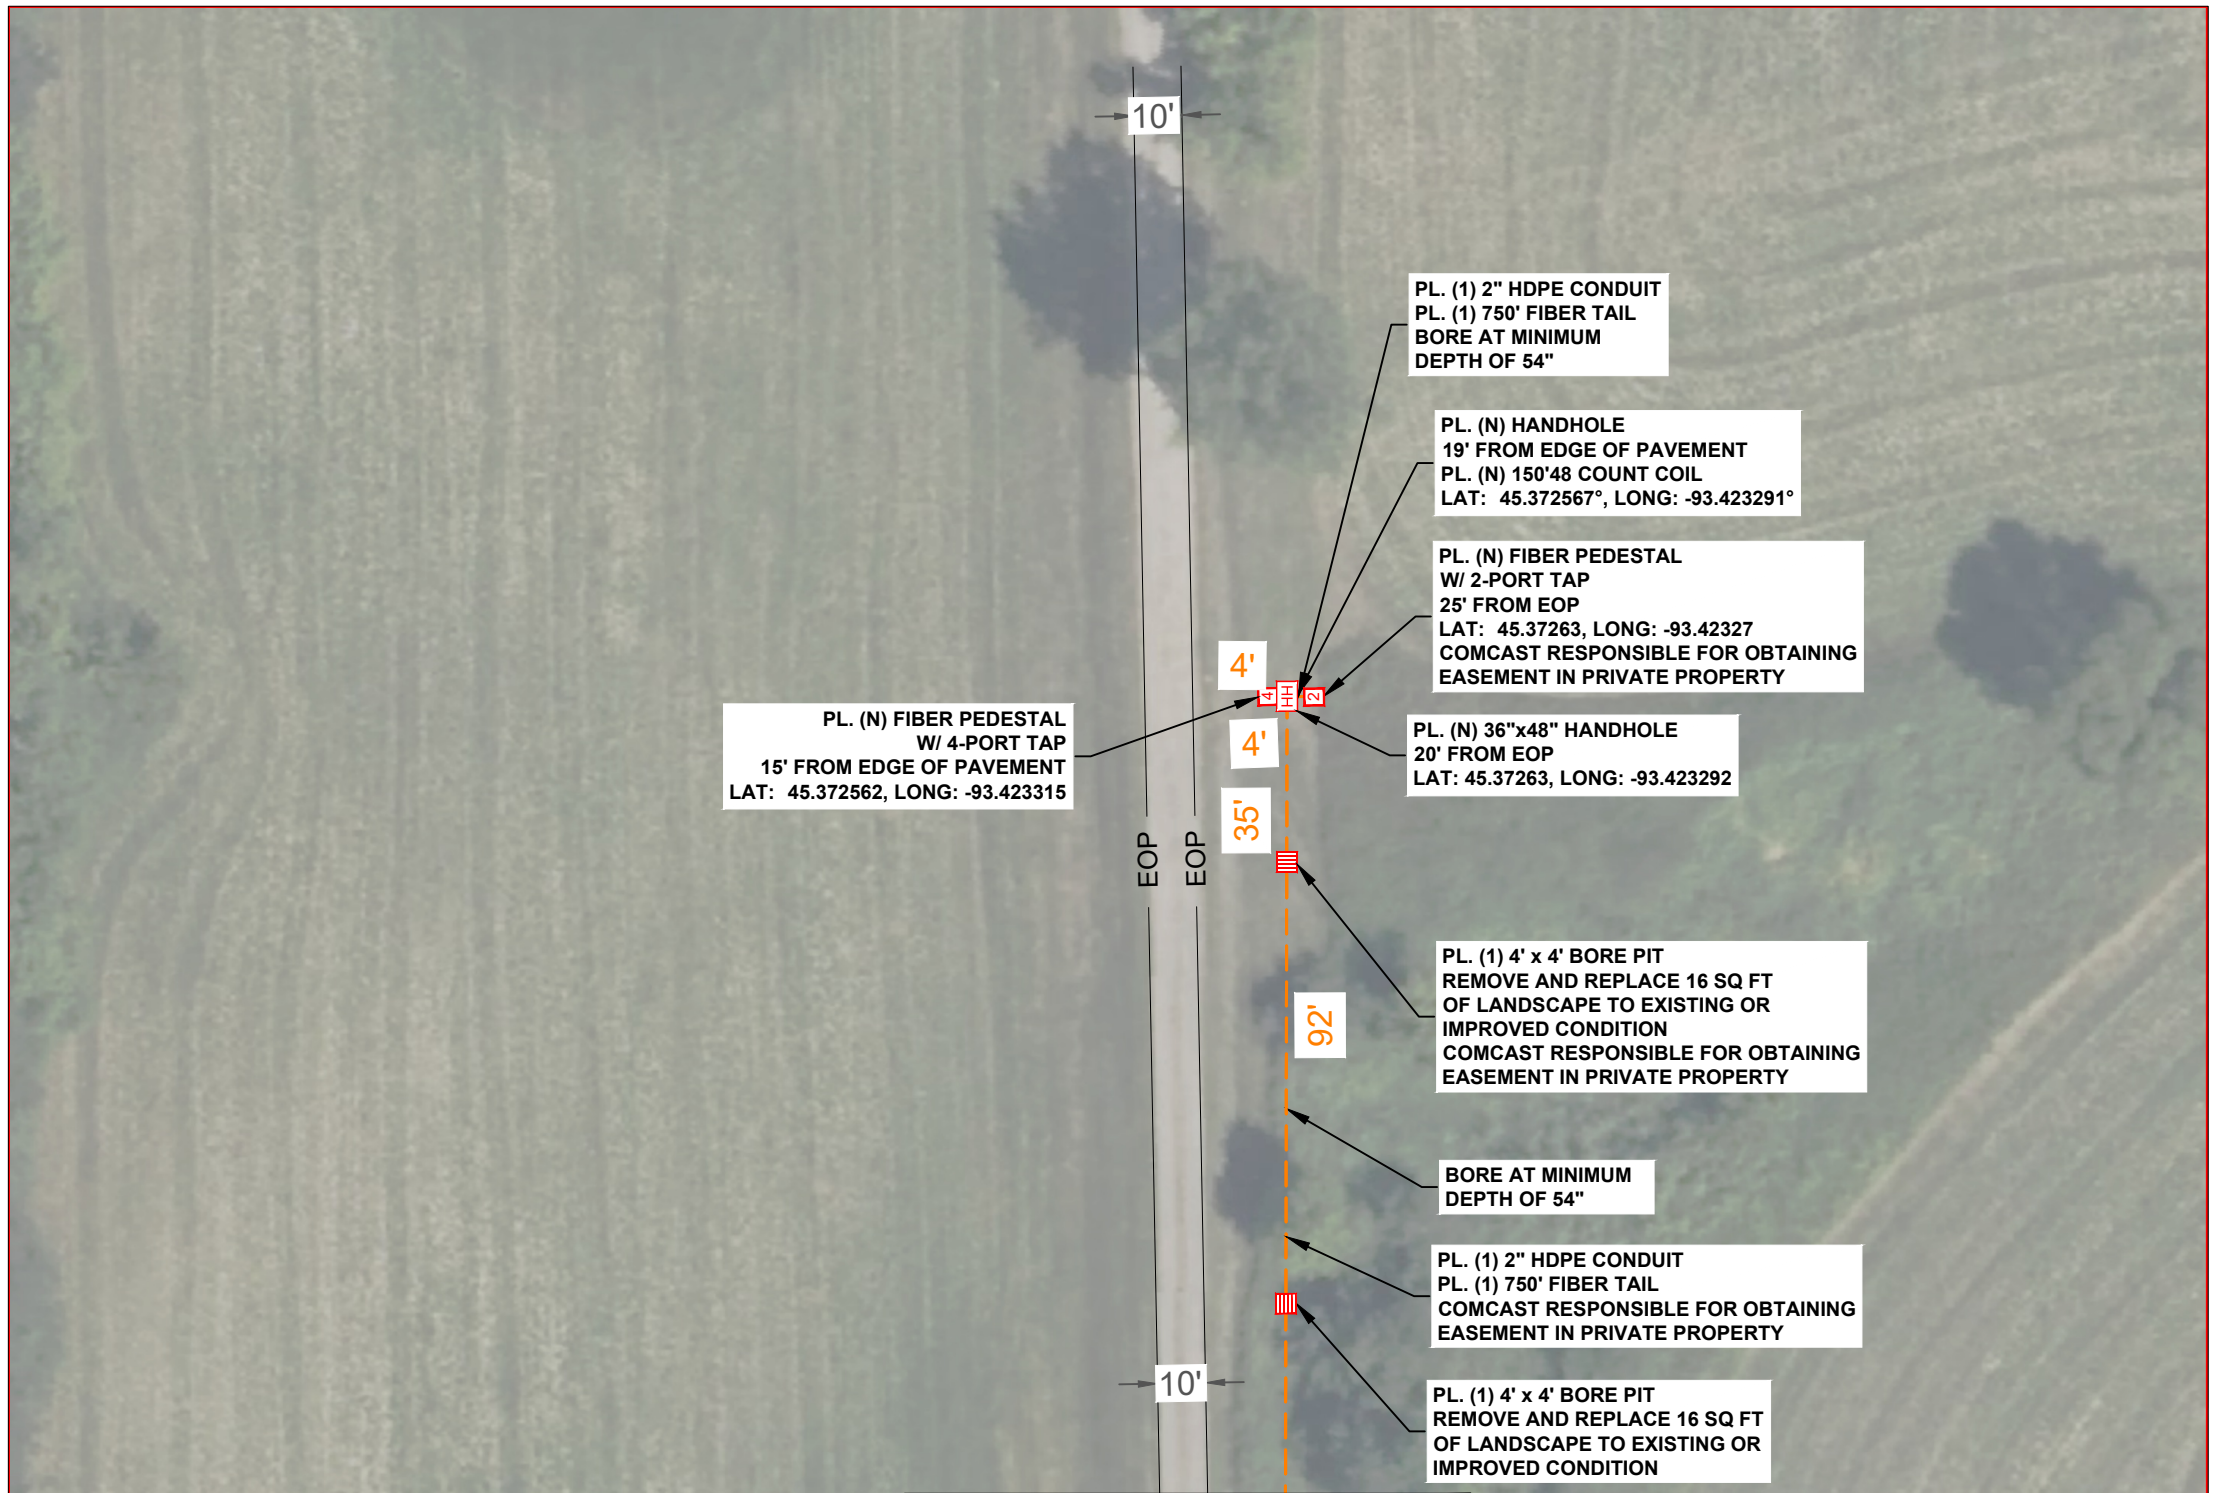 10'
PL. (1) 2" HDPE CONDUIT
PL. (1) 750' FIBER TAIL
BORE AT MINIMUM
DEPTH OF 54"
PL. (N) HANDHOLE
19' FROM EDGE OF PAVEMENT
PL. (N) 150'48 COUNT COIL
LAT: 45.372567°, LONG: -93.423291°
PL. (N) FIBER PEDESTAL
W/ 2-PORT TAP
25' FROM EOP
LAT: 45.37263, LONG: -93.42327
COMCAST RESPONSIBLE FOR OBTAINING
EASEMENT IN PRIVATE PROPERTY
4'
4
HH
2
PL. (N) FIBER PEDESTAL
W/ 4-PORT TAP
15' FROM EDGE OF PAVEMENT
LAT: 45.372562, LONG: -93.423315
4'
PL. (N) 36"x48" HANDHOLE
20' FROM EOP
LAT: 45.37263, LONG: -93.423292
35'
EOP
EOP
PL. (1) 4' x 4' BORE PIT
REMOVE AND REPLACE 16 SQ FT
OF LANDSCAPE TO EXISTING OR
IMPROVED CONDITION
COMCAST RESPONSIBLE FOR OBTAINING
EASEMENT IN PRIVATE PROPERTY
92'
BORE AT MINIMUM
DEPTH OF 54"
PL. (1) 2" HDPE CONDUIT
PL. (1) 750' FIBER TAIL
COMCAST RESPONSIBLE FOR OBTAINING
EASEMENT IN PRIVATE PROPERTY
10'
PL. (1) 4' x 4' BORE PIT
REMOVE AND REPLACE 16 SQ FT
OF LANDSCAPE TO EXISTING OR
IMPROVED CONDITION